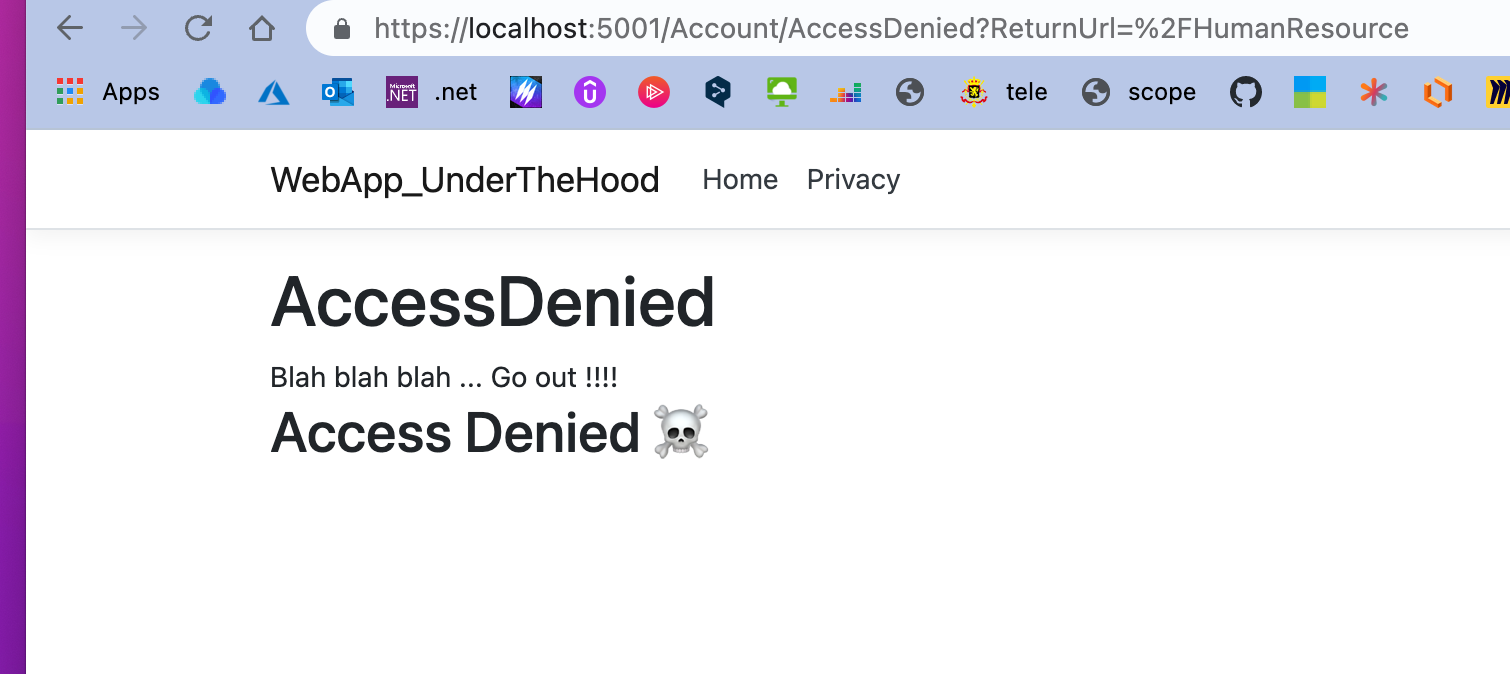 https://localhost:5001/Account/AccessDenied?ReturnUrl=%2FHumanResource
Apps .net tele scope
WebApp_UnderTheHood Home Privacy
AccessDenied
Blah blah blah ... Go out !!!!
Access Denied ☠️